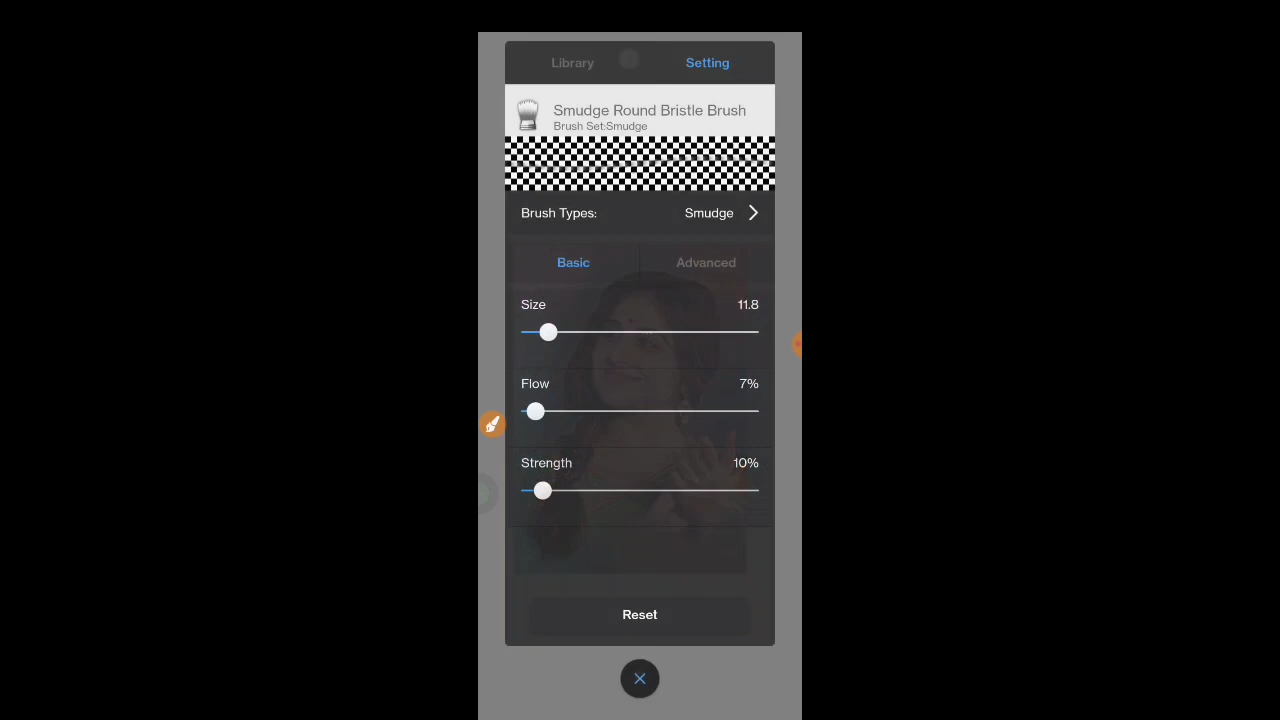 Library Setting
Smudge Round Bristle Brush
Brush Set:Smudge
Brush Types: Smudge
Basic Advanced
Size 11.8
Flow 7%
Strength 10%
Reset